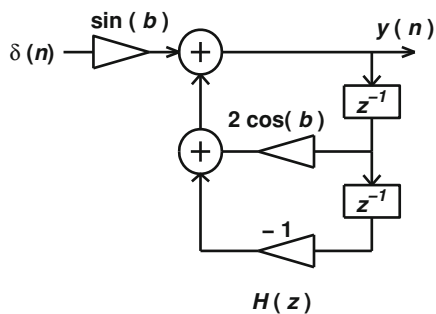 sin( b )
δ(n)
+
y ( n )
z⁻¹
2 cos( b )
+
z⁻¹
– 1
H ( z )